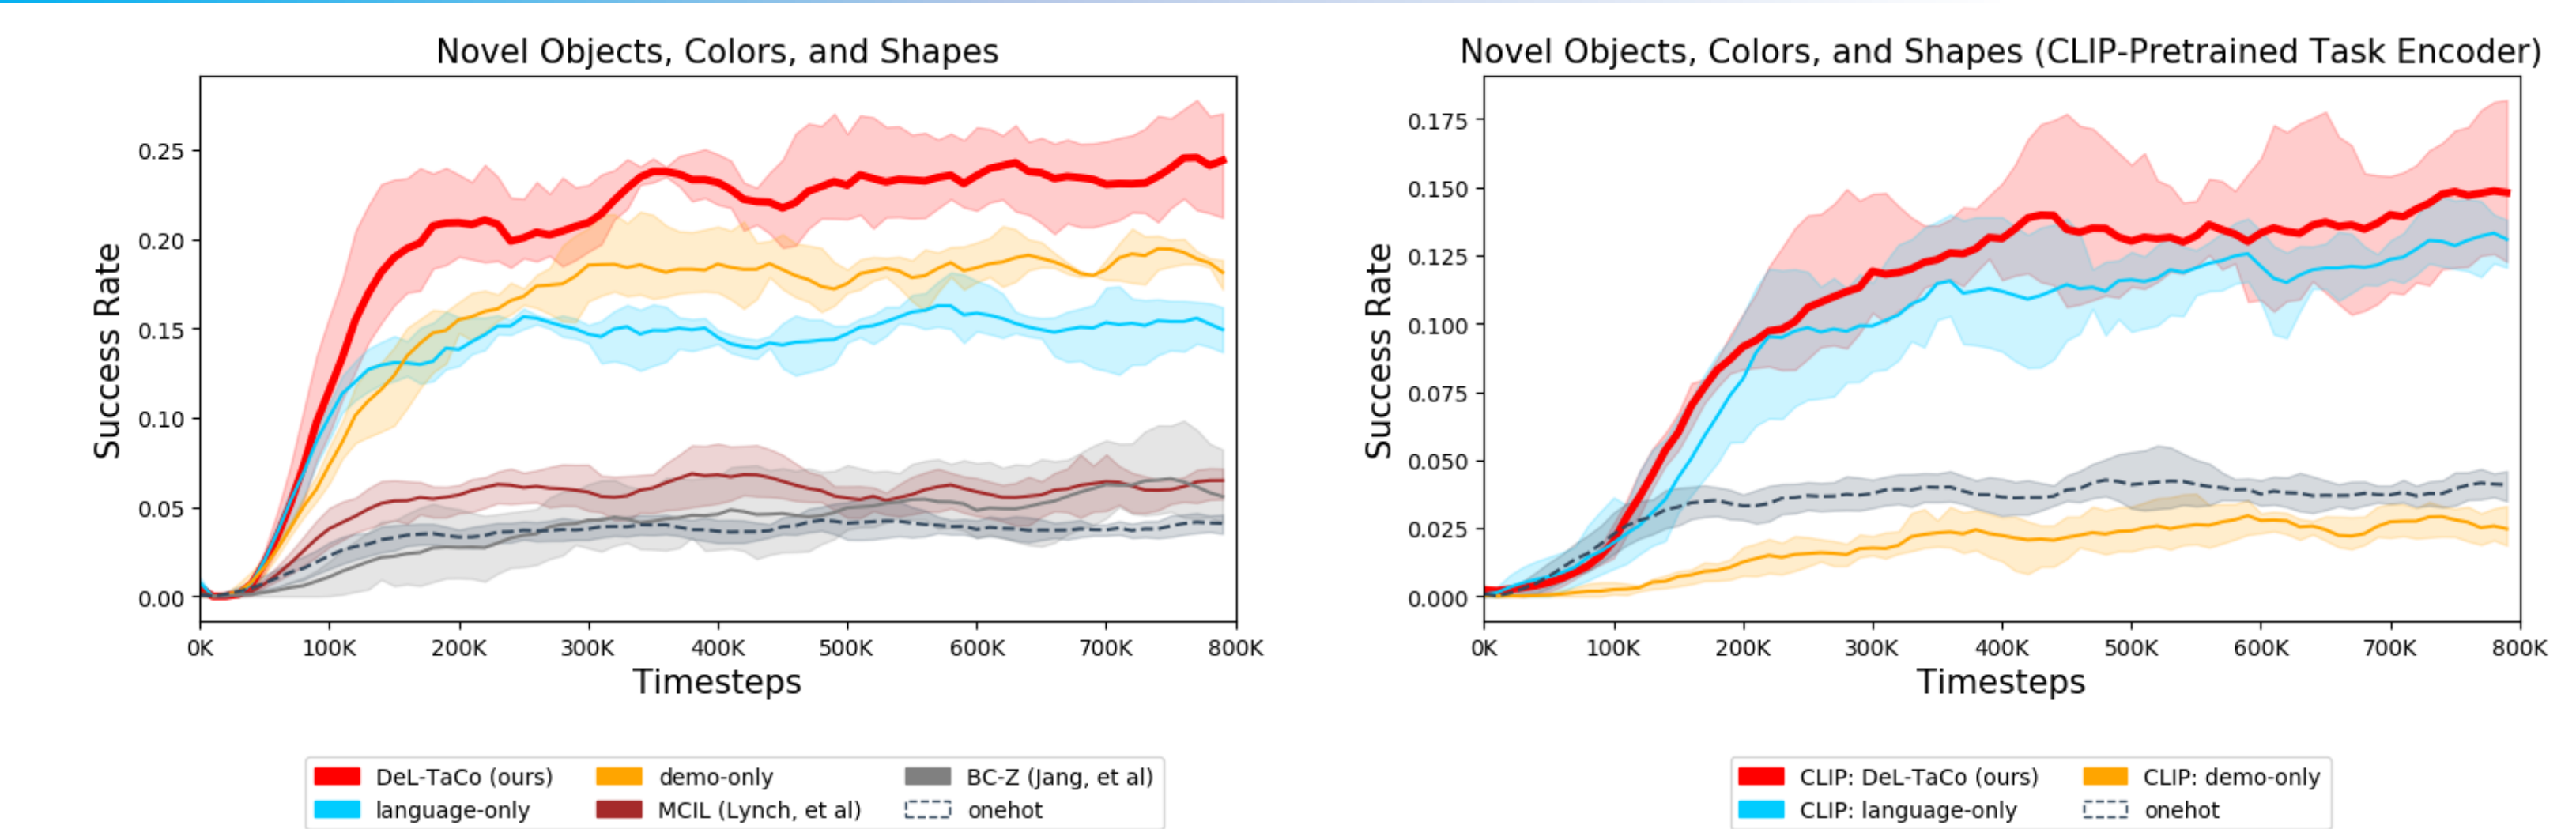 Novel Objects, Colors, and Shapes
Success Rate
0.25
0.20
0.15
0.10
0.05
0.00
0K 100K 200K 300K 400K 500K 600K 700K 800K
Timesteps
DeL-TaCo (ours) demo-only BC-Z (Jang, et al)
language-only MCIL (Lynch, et al) onehot
Novel Objects, Colors, and Shapes (CLIP-Pretrained Task Encoder)
Success Rate
0.175
0.150
0.125
0.100
0.075
0.050
0.025
0.000
0K 100K 200K 300K 400K 500K 600K 700K 800K
Timesteps
CLIP: DeL-TaCo (ours) CLIP: demo-only
CLIP: language-only onehot